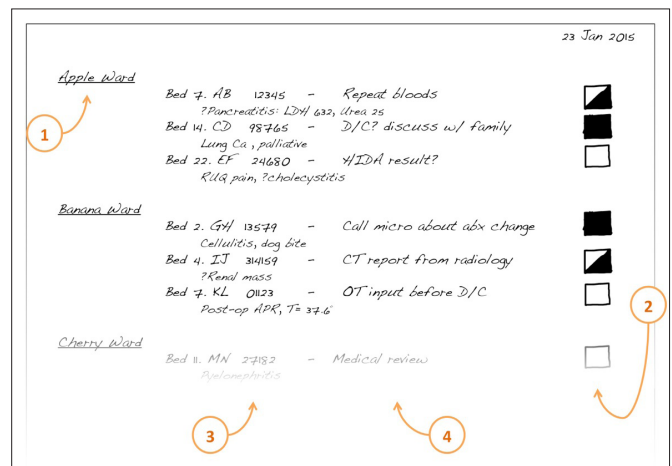 23 Jan 2015
Apple Ward
Bed 7. AB 12345 - Repeat bloods
?Pancreatitis: LDH 632, Urea 25
1
Bed 14. CD 98765 - D/C? discuss w/ family
Lung Ca, palliative
Bed 22. EF 24680 - HIDA result?
RUQ pain, ?cholecystitis
Banana Ward
Bed 2. GH 13579 - Call micro about abx change
Cellulitis, dog bite
Bed 4. IJ 314159 - CT report from radiology
?Renal mass
Bed 7. KL 01123 - OT input before D/C
Post-op APR, T= 37.6°
2
Cherry Ward
Bed 11. MN 27182 - Medical review
Pyelonephritis
3 4